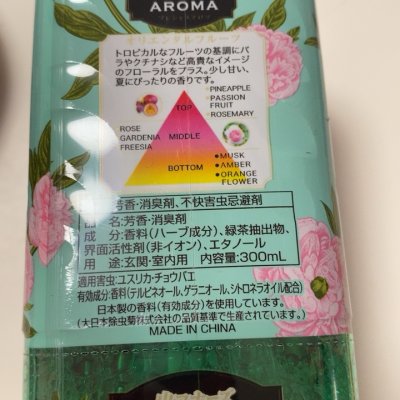 AROMA
オリエンタルフルーツ
トロピカルなフルーツの基調にバ
ラやクチナシなど高貴なイメージ
のフローラルをプラス。少し甘い、
夏にぴったりの香りです。
TOP
●PINEAPPLE
PASSION
FRUIT
●ROSEMARY
ROSE
GARDENIA
FREESIA
MIDDLE
BOTTOM
●MUSK
●AMBER
●ORANGE
FLOWER
芳香・消臭剤、不快害虫忌避剤
品 名:芳香・消臭剤
成 分:香料(ハーブ成分)、緑茶抽出物、
界面活性剤(非イオン)、エタノール
用 途:玄関・室内用 内容量:300mL
適用害虫:ユスリカ・チョウバエ
有効成分:香料(テルピネオール、ゲラニオール、シトロネラオイル配合)
日本製の香料(有効成分)を使用しています。
(大日本除虫菊株式会社の品質基準で生産されています。)
MADE IN CHINA